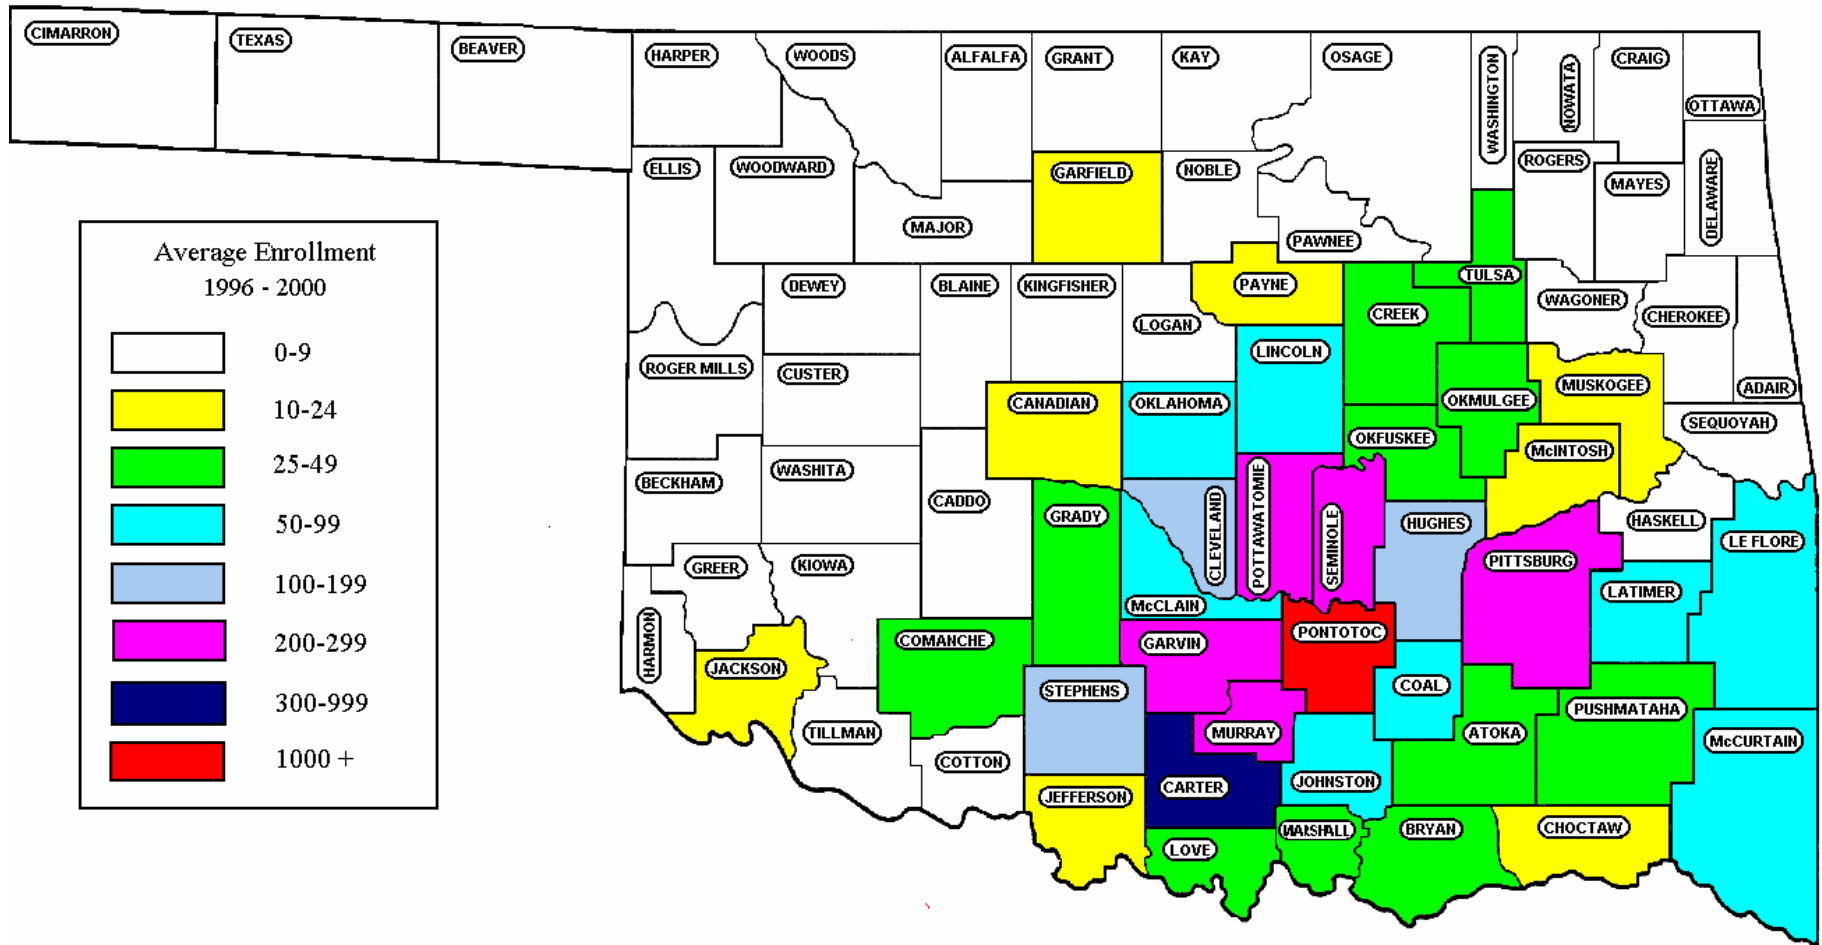 CIMARRON
TEXAS
BEAVER
HARPER
WOODS
ALFALFA
GRANT
KAY
OSAGE
WASHINGTON
NOWATA
CRAIG
OTTAWA
ELLIS
WOODWARD
GARFIELD
NOBLE
ROGERS
MAYES
DELAWARE
MAJOR
PAWNEE
Average Enrollment
1996 - 2000
0-9
10-24
25-49
50-99
100-199
200-299
300-999
1000 +
DEWEY
BLAINE
KINGFISHER
LOGAN
PAYNE
TULSA
CREEK
WAGONER
CHEROKEE
ROGER MILLS
CUSTER
LINCOLN
CANADIAN
OKLAHOMA
OKMULGEE
MUSKOGEE
ADAIR
SEQUOYAH
BECKHAM
WASHITA
CADDO
OKFUSKEE
McINTOSH
GRADY
CLEVELAND
POTTAWATOMIE
SEMINOLE
HUGHES
HASKELL
LE FLORE
GREER
KIOWA
PITTSBURG
LATIMER
McCLAIN
HARMON
JACKSON
COMANCHE
GARVIN
PONTOTOC
STEPHENS
COAL
PUSHMATAHA
TILLMAN
COTTON
MURRAY
ATOKA
McCURTAIN
JEFFERSON
CARTER
JOHNSTON
LOVE
MARSHALL
BRYAN
CHOCTAW